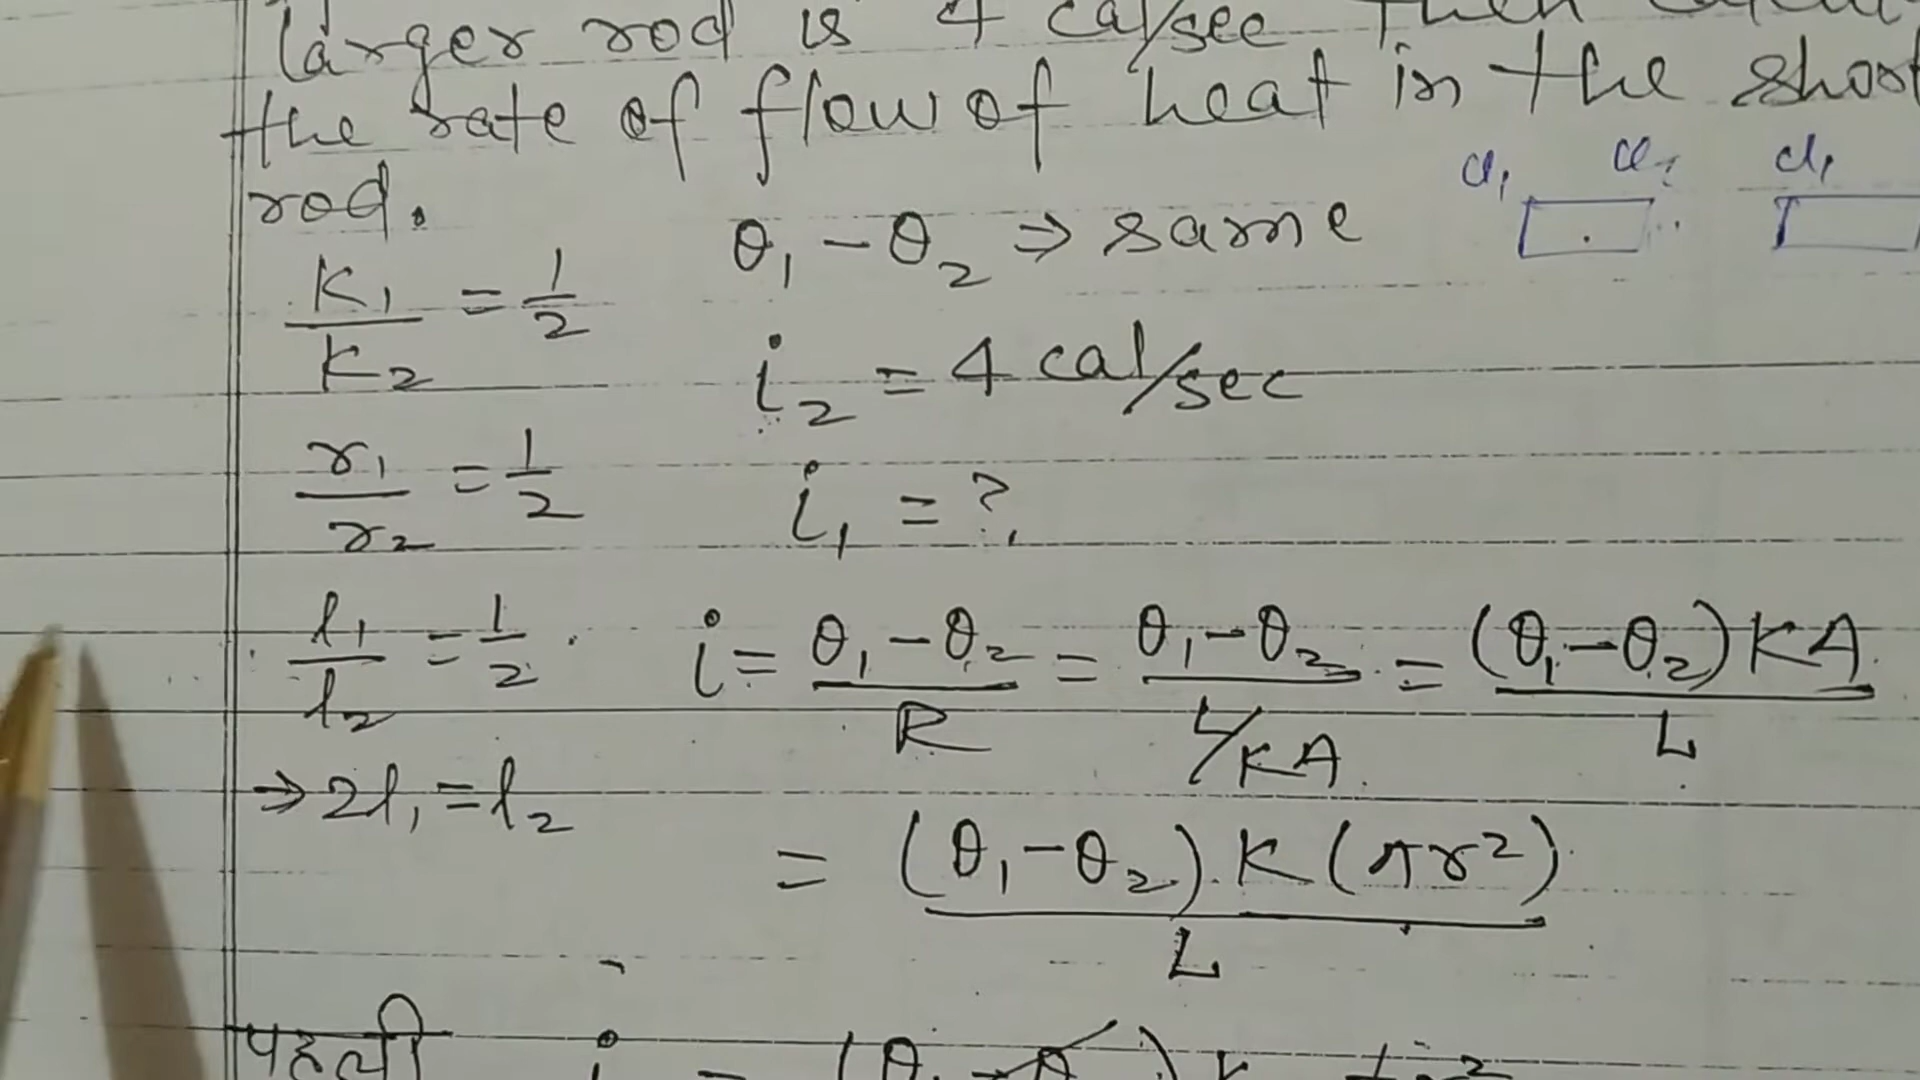 larger rod is 4 cal/sec then
the rate of flow of heat in the short
rod.
θ₁ - θ₂ ⇒ same
K₁/K₂ = 1/2
i₂ = 4 cal/sec
r₁/r₂ = 1/2
i₁ = ?
l₁/l₂ = 1/2
i = θ₁-θ₂/R = θ₁-θ₂/L/KA = (θ₁-θ₂)KA/L
⇒ 2l₁ = l₂
= (θ₁-θ₂).K(πr²)/L
पहली